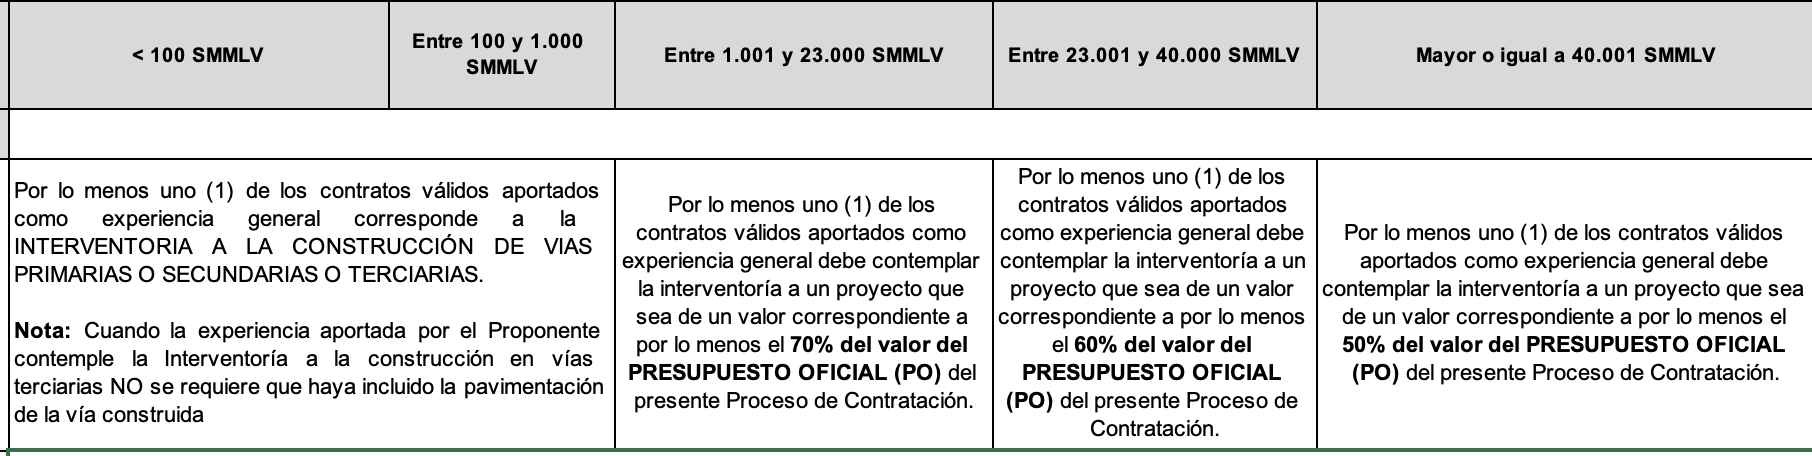 < 100 SMMLV
Entre 100 y 1.000
SMMLV
Entre 1.001 y 23.000 SMMLV
Entre 23.001 y 40.000 SMMLV
Mayor o igual a 40.001 SMMLV
Por lo menos uno (1) de los contratos válidos aportados
como experiencia general corresponde a la
INTERVENTORIA A LA CONSTRUCCIÓN DE VIAS
PRIMARIAS O SECUNDARIAS O TERCIARIAS.
Nota: Cuando la experiencia aportada por el Proponente
contemple la Interventoría a la construcción en vías
terciarias NO se requiere que haya incluido la pavimentación
de la vía construida
Por lo menos uno (1) de los
contratos válidos aportados como
experiencia general debe contemplar
la interventoría a un proyecto que
sea de un valor correspondiente a
por lo menos el 70% del valor del
PRESUPUESTO OFICIAL (PO) del
presente Proceso de Contratación.
Por lo menos uno (1) de los
contratos válidos aportados
como experiencia general debe
contemplar la interventoría a un
proyecto que sea de un valor
correspondiente a por lo menos
el 60% del valor del
PRESUPUESTO OFICIAL
(PO) del presente Proceso de
Contratación.
Por lo menos uno (1) de los contratos válidos
aportados como experiencia general debe
contemplar la interventoría a un proyecto que sea
de un valor correspondiente a por lo menos el
50% del valor del PRESUPUESTO OFICIAL
(PO) del presente Proceso de Contratación.